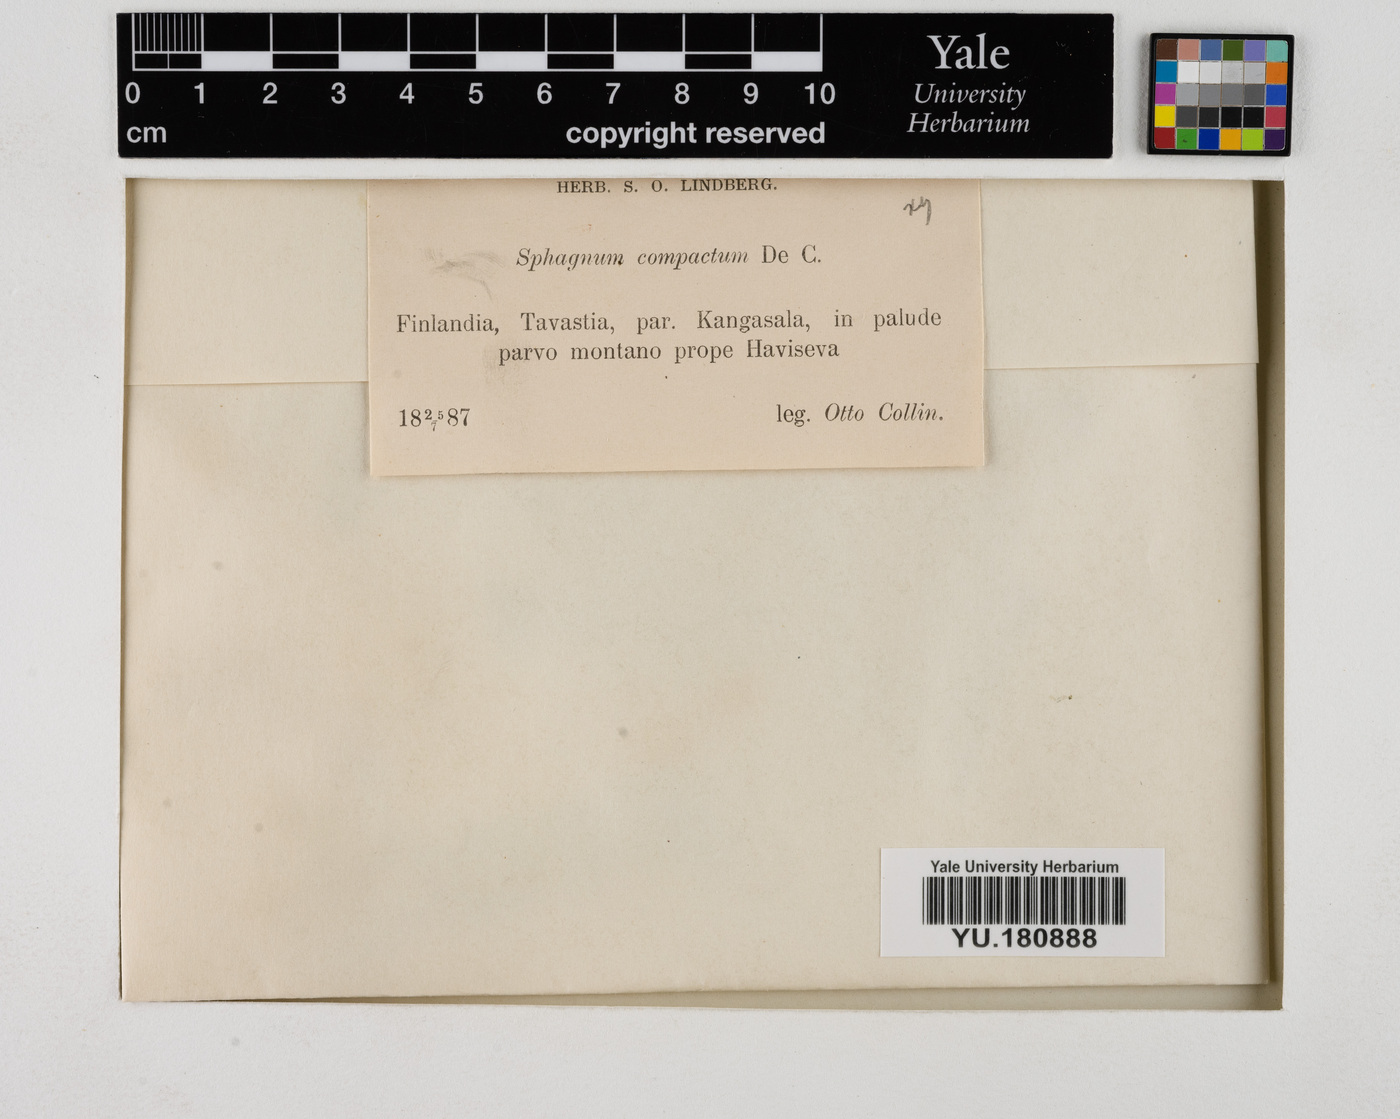 0 1 2 3 4 5 6 7 8 9 10
cm copyright reserved
Yale
University
Herbarium
HERB. S. O. LINDBERG.
Sphagnum compactum De C.
Finlandia, Tavastia, par. Kangasala, in palude
parvo montano prope Haviseva
18 25/7 87 leg. Otto Collin.
Yale University Herbarium
YU.180888